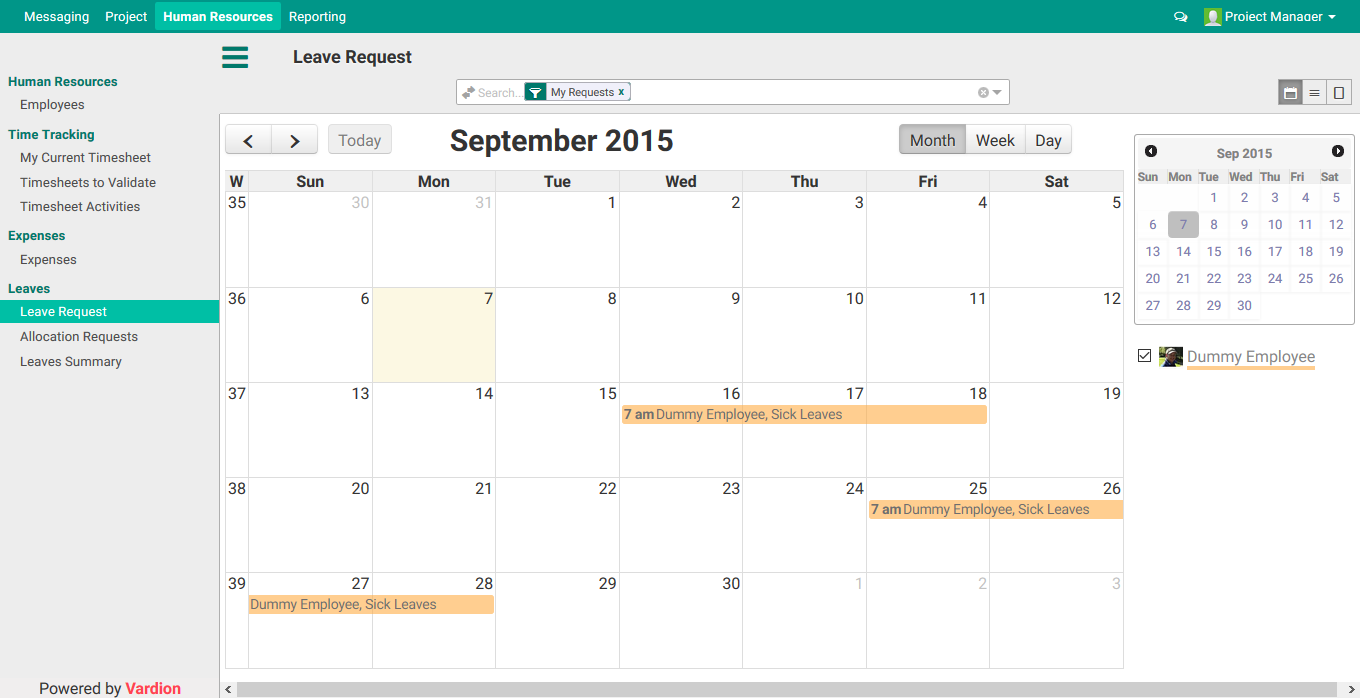 Messaging Project Human Resources Reporting Project Manager
Leave Request
Human Resources
Employees
Time Tracking
My Current Timesheet
Timesheets to Validate
Timesheet Activities
Expenses
Expenses
Leaves
Leave Request
Allocation Requests
Leaves Summary
Powered by Vardion
Search... My Requests x
Today September 2015 Month Week Day
W Sun Mon Tue Wed Thu Fri Sat
35 30 31 1 2 3 4 5
36 6 7 8 9 10 11 12
37 13 14 15 16 17 18 19
7 am Dummy Employee, Sick Leaves
38 20 21 22 23 24 25 26
7 am Dummy Employee, Sick Leaves
39 27 28 29 30 1 2 3
Dummy Employee, Sick Leaves
Sep 2015
Sun Mon Tue Wed Thu Fri Sat
1 2 3 4 5
6 7 8 9 10 11 12
13 14 15 16 17 18 19
20 21 22 23 24 25 26
27 28 29 30
Dummy Employee